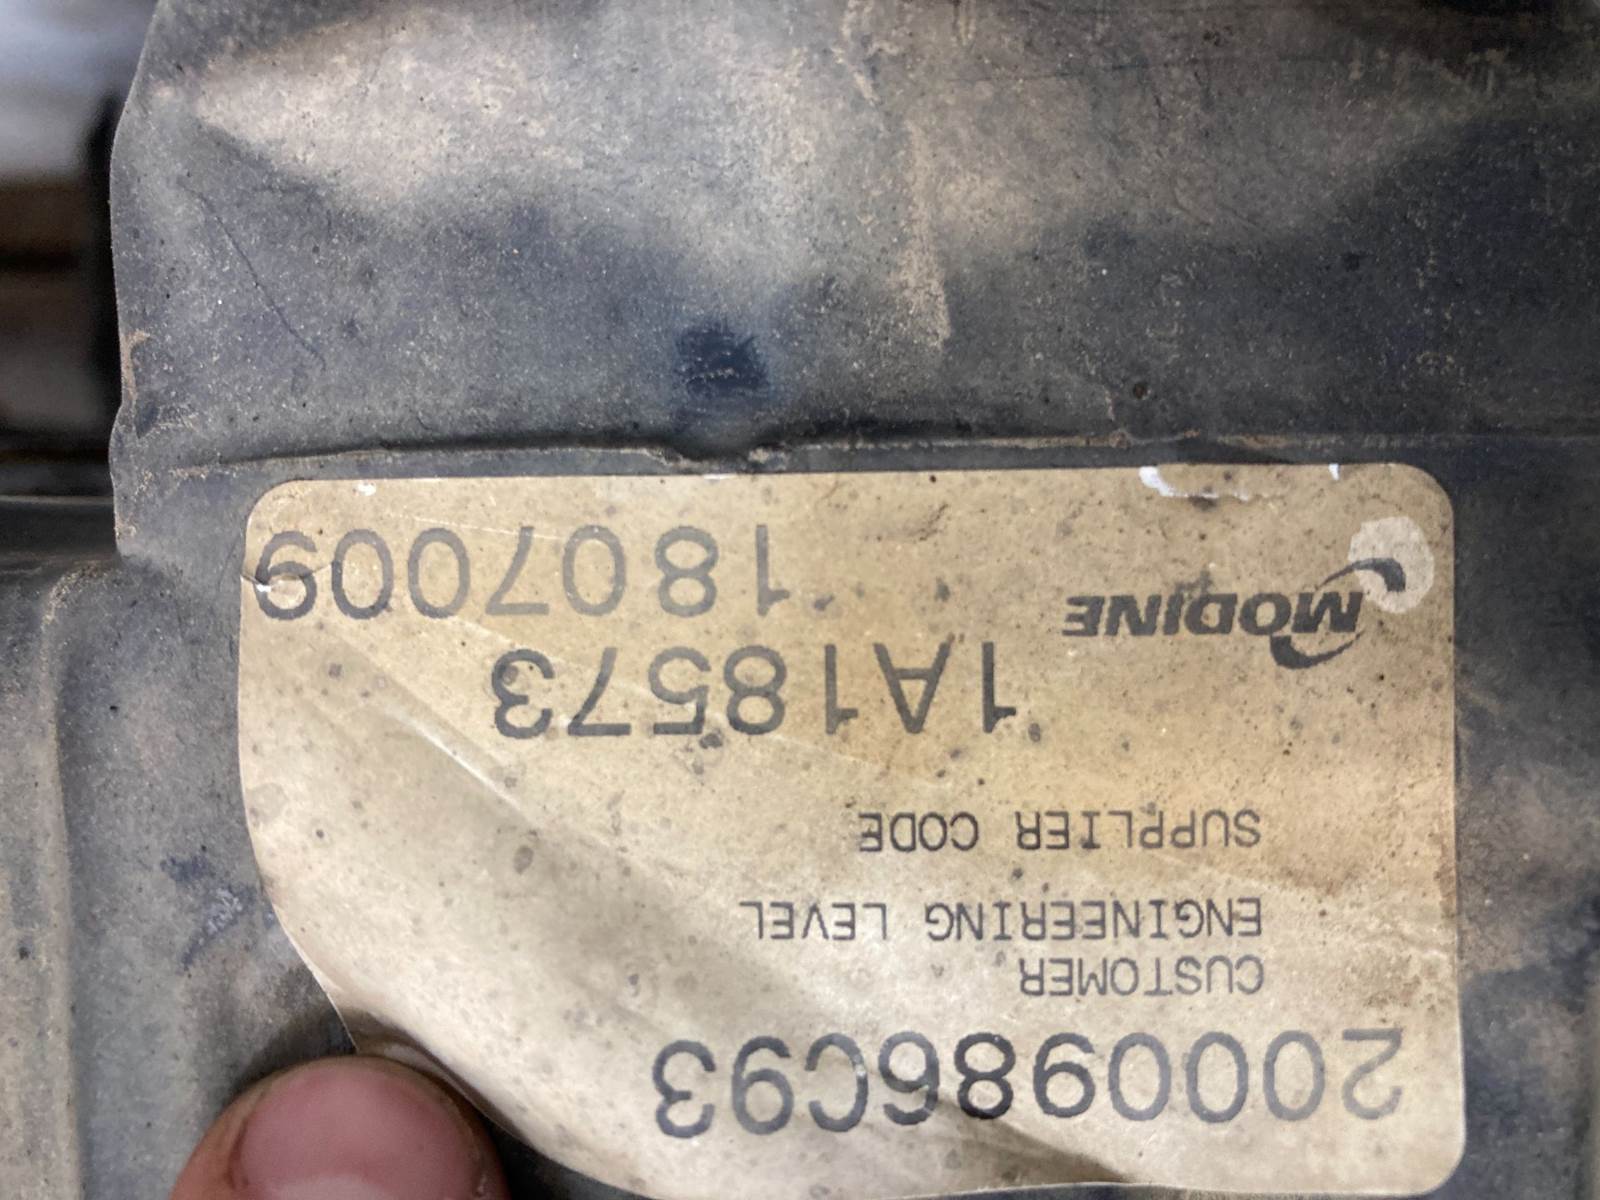 2000986C93
CUSTOMER
ENGINEERING LEVEL
SUPPLIER CODE
1A18573
MODINE
1807009